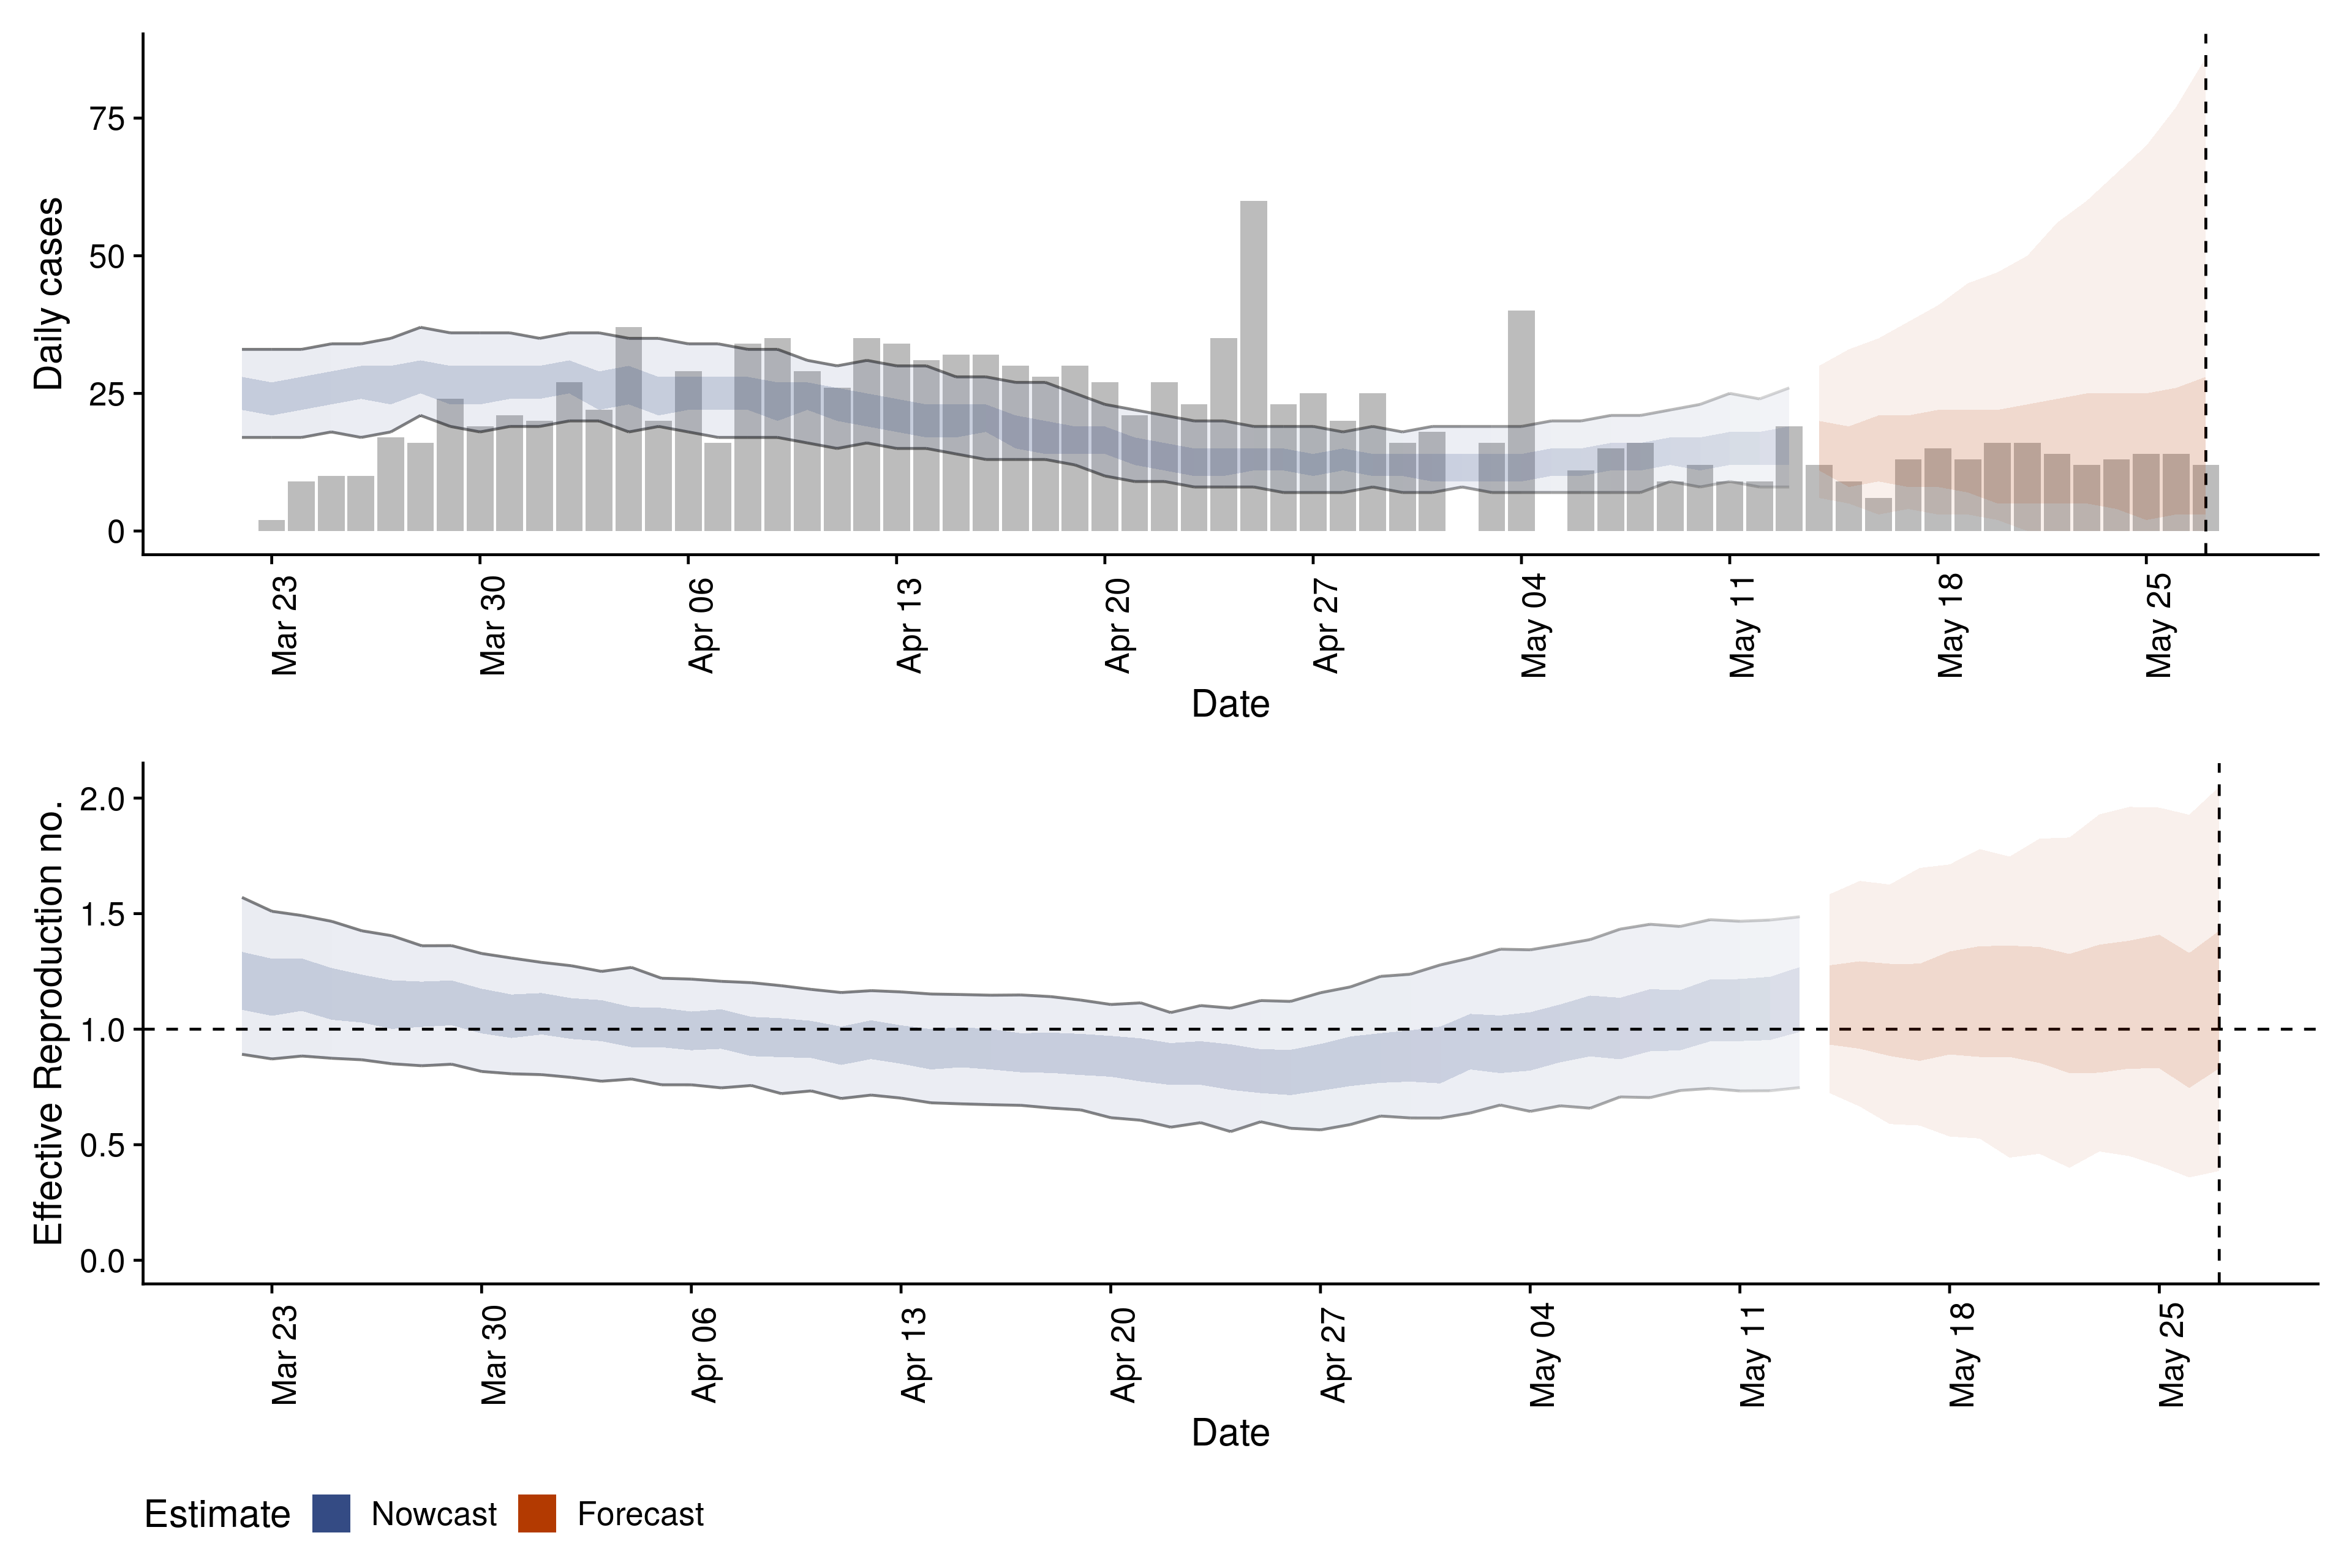 Daily cases
75
50
25
0
Mar 23
Mar 30
Apr 06
Apr 13
Apr 20
Apr 27
May 04
May 11
May 18
May 25
Date
Effective Reproduction no.
2.0
1.5
1.0
0.5
0.0
Mar 23
Mar 30
Apr 06
Apr 13
Apr 20
Apr 27
May 04
May 11
May 18
May 25
Date
Estimate Nowcast Forecast